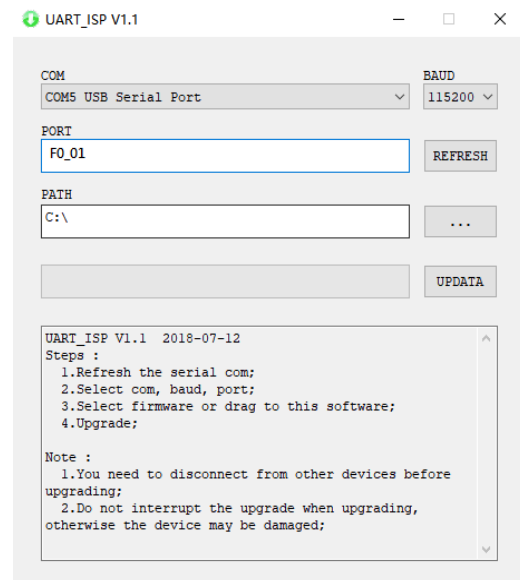 UART_ISP V1.1
COM
BAUD
COM5 USB Serial Port
115200
PORT
F0_01
REFRESH
PATH
C:\
...
UPDATA
UART_ISP V1.1  2018-07-12
Steps :
1.Refresh the serial com;
2.Select com, baud, port;
3.Select firmware or drag to this software;
4.Upgrade;
Note :
1.You need to disconnect from other devices before
upgrading;
2.Do not interrupt the upgrade when upgrading,
otherwise the device may be damaged;